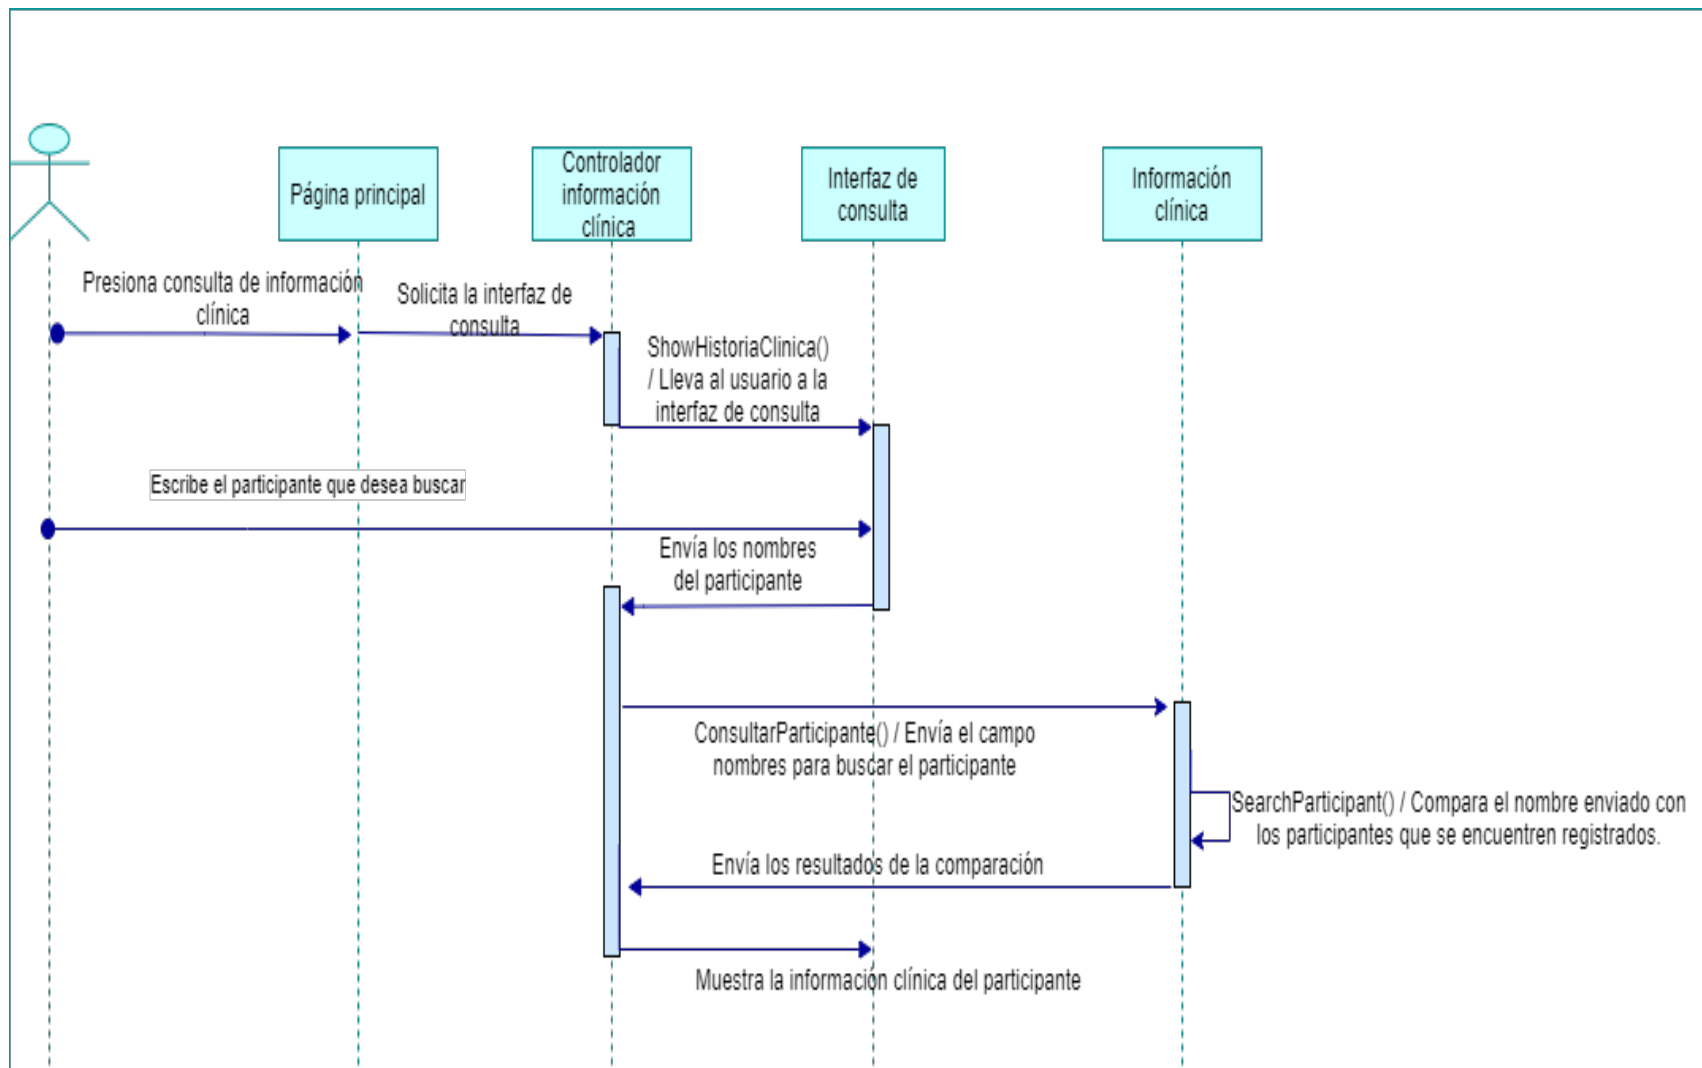 Página principal
Controlador
información
clínica
Interfaz de
consulta
Información
clínica
Presiona consulta de información
clínica
Solicita la interfaz de
consulta
ShowHistoriaClinica()
/ Lleva al usuario a la
interfaz de consulta
Escribe el participante que desea buscar
Envía los nombres
del participante
ConsultarParticipante() / Envía el campo
nombres para buscar el participante
SearchParticipant() / Compara el nombre enviado con
los participantes que se encuentren registrados.
Envía los resultados de la comparación
Muestra la información clínica del participante